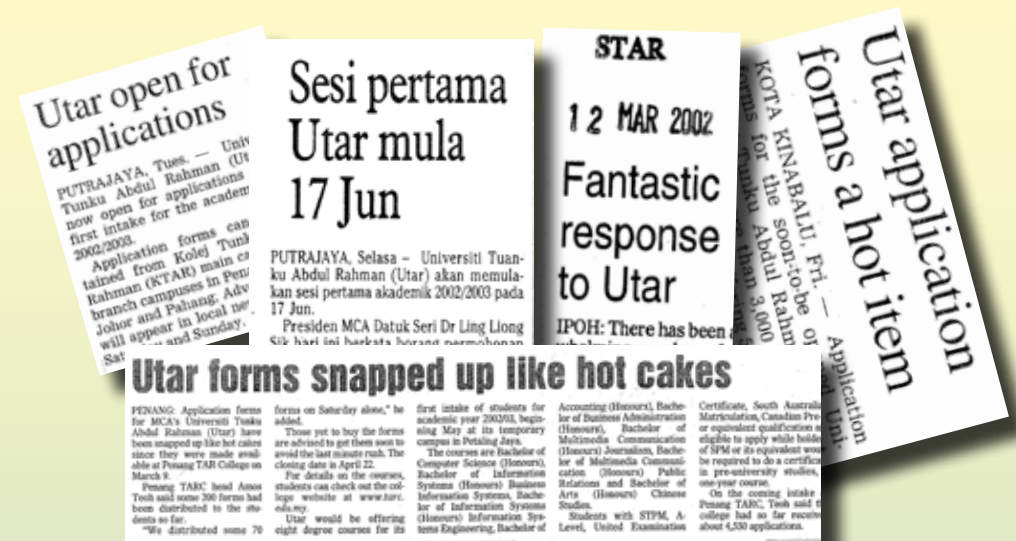 Utar open for
applications
PUTRAJAYA, Tues. — Univ
Tunku Abdul Rahman (Ut
now open for applications
first intake for the academ
2002/2003.
Application forms can
tained from Kolej Tunk
Rahman (KTAR) main ca
branch campuses in Pena
Johor and Pahang. Adv
will appear in local ne
and Sunday.
Sesi pertama
Utar mula
17 Jun
PUTRAJAYA, Selasa – Universiti Tuan-
ku Abdul Rahman (Utar) akan memula-
kan sesi pertama akademik 2002/2003 pada
17 Jun.
Presiden MCA Datuk Seri Dr Ling Liong
Sik hari ini berkata borang permohonan
STAR
12 MAR 2002
Fantastic
response
to Utar
IPOH: There has been a
Utar application
forms a hot item
KOTA KINABALU, Fri. — Application
forms for the soon-to-be op Uni-
Tunku Abdul Rahm
than 3,000
Utar forms snapped up like hot cakes
PENANG: Application forms
for MCA's Universiti Tunku
Abdul Rahman (Utar) have
been snapped up like hot cakes
since they were made avail-
able at Penang TAR College on
March 9.
Penang TARC head Amos
Teoh said some 200 forms had
been distributed to the stu-
dents so far.
"We distributed some 70
forms on Saturday alone," he
added.
Those yet to buy the forms
are advised to get them soon to
avoid the last minute rush. The
closing date is April 22.
For details on the courses,
students can check out the col-
lege website at www.tarc.
edu.my.
Utar would be offering
eight degree courses for its
first intake of students for
academic year 2002/03, begin-
ning May at its temporary
campus in Petaling Jaya.
The courses are Bachelor of
Computer Science (Honours),
Bachelor of Information
Systems (Honours) Business
Information Systems, Bache-
lor of Information Systems
(Honours) Information Sys-
tems Engineering, Bachelor of
Accounting (Honours), Bache-
lor of Business Administration
(Honours), Bachelor of
Multimedia Communication
(Honours) Journalism, Bache-
lor of Multimedia Communi-
cation (Honours) Public
Relations and Bachelor of
Arts (Honours) Chinese
Studies.
Students with STPM, A-
Level, United Examination
Certificate, South Australia
Matriculation, Canadian Pre-
or equivalent qualification a
eligible to apply while holde
of SPM or its equivalent wou
be required to do a certifica
in pre-university studies,
one-year course.
On the coming intake
Penang TARC, Teoh said t
college had so far receiv
about 4,550 applications.